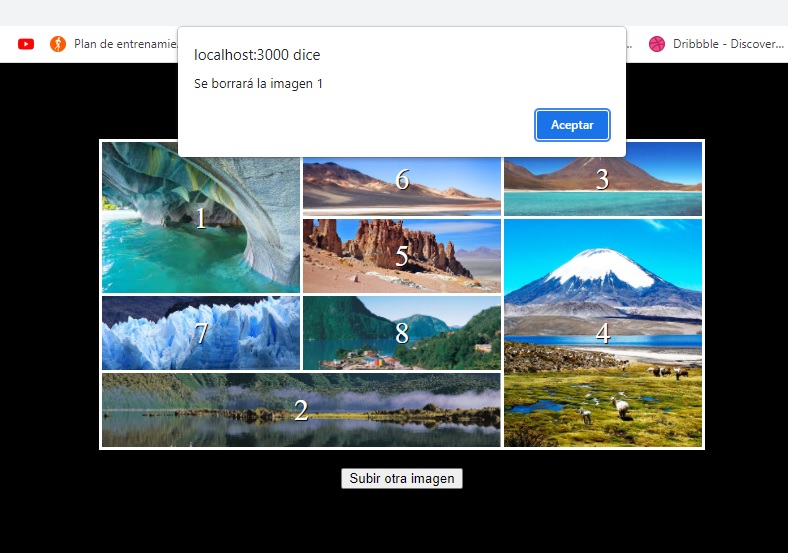 Plan de entrenamie
localhost:3000 dice
Se borrará la imagen 1
Aceptar
... Dribbble - Discover...
1
6
3
5
7
8
4
2
Subir otra imagen